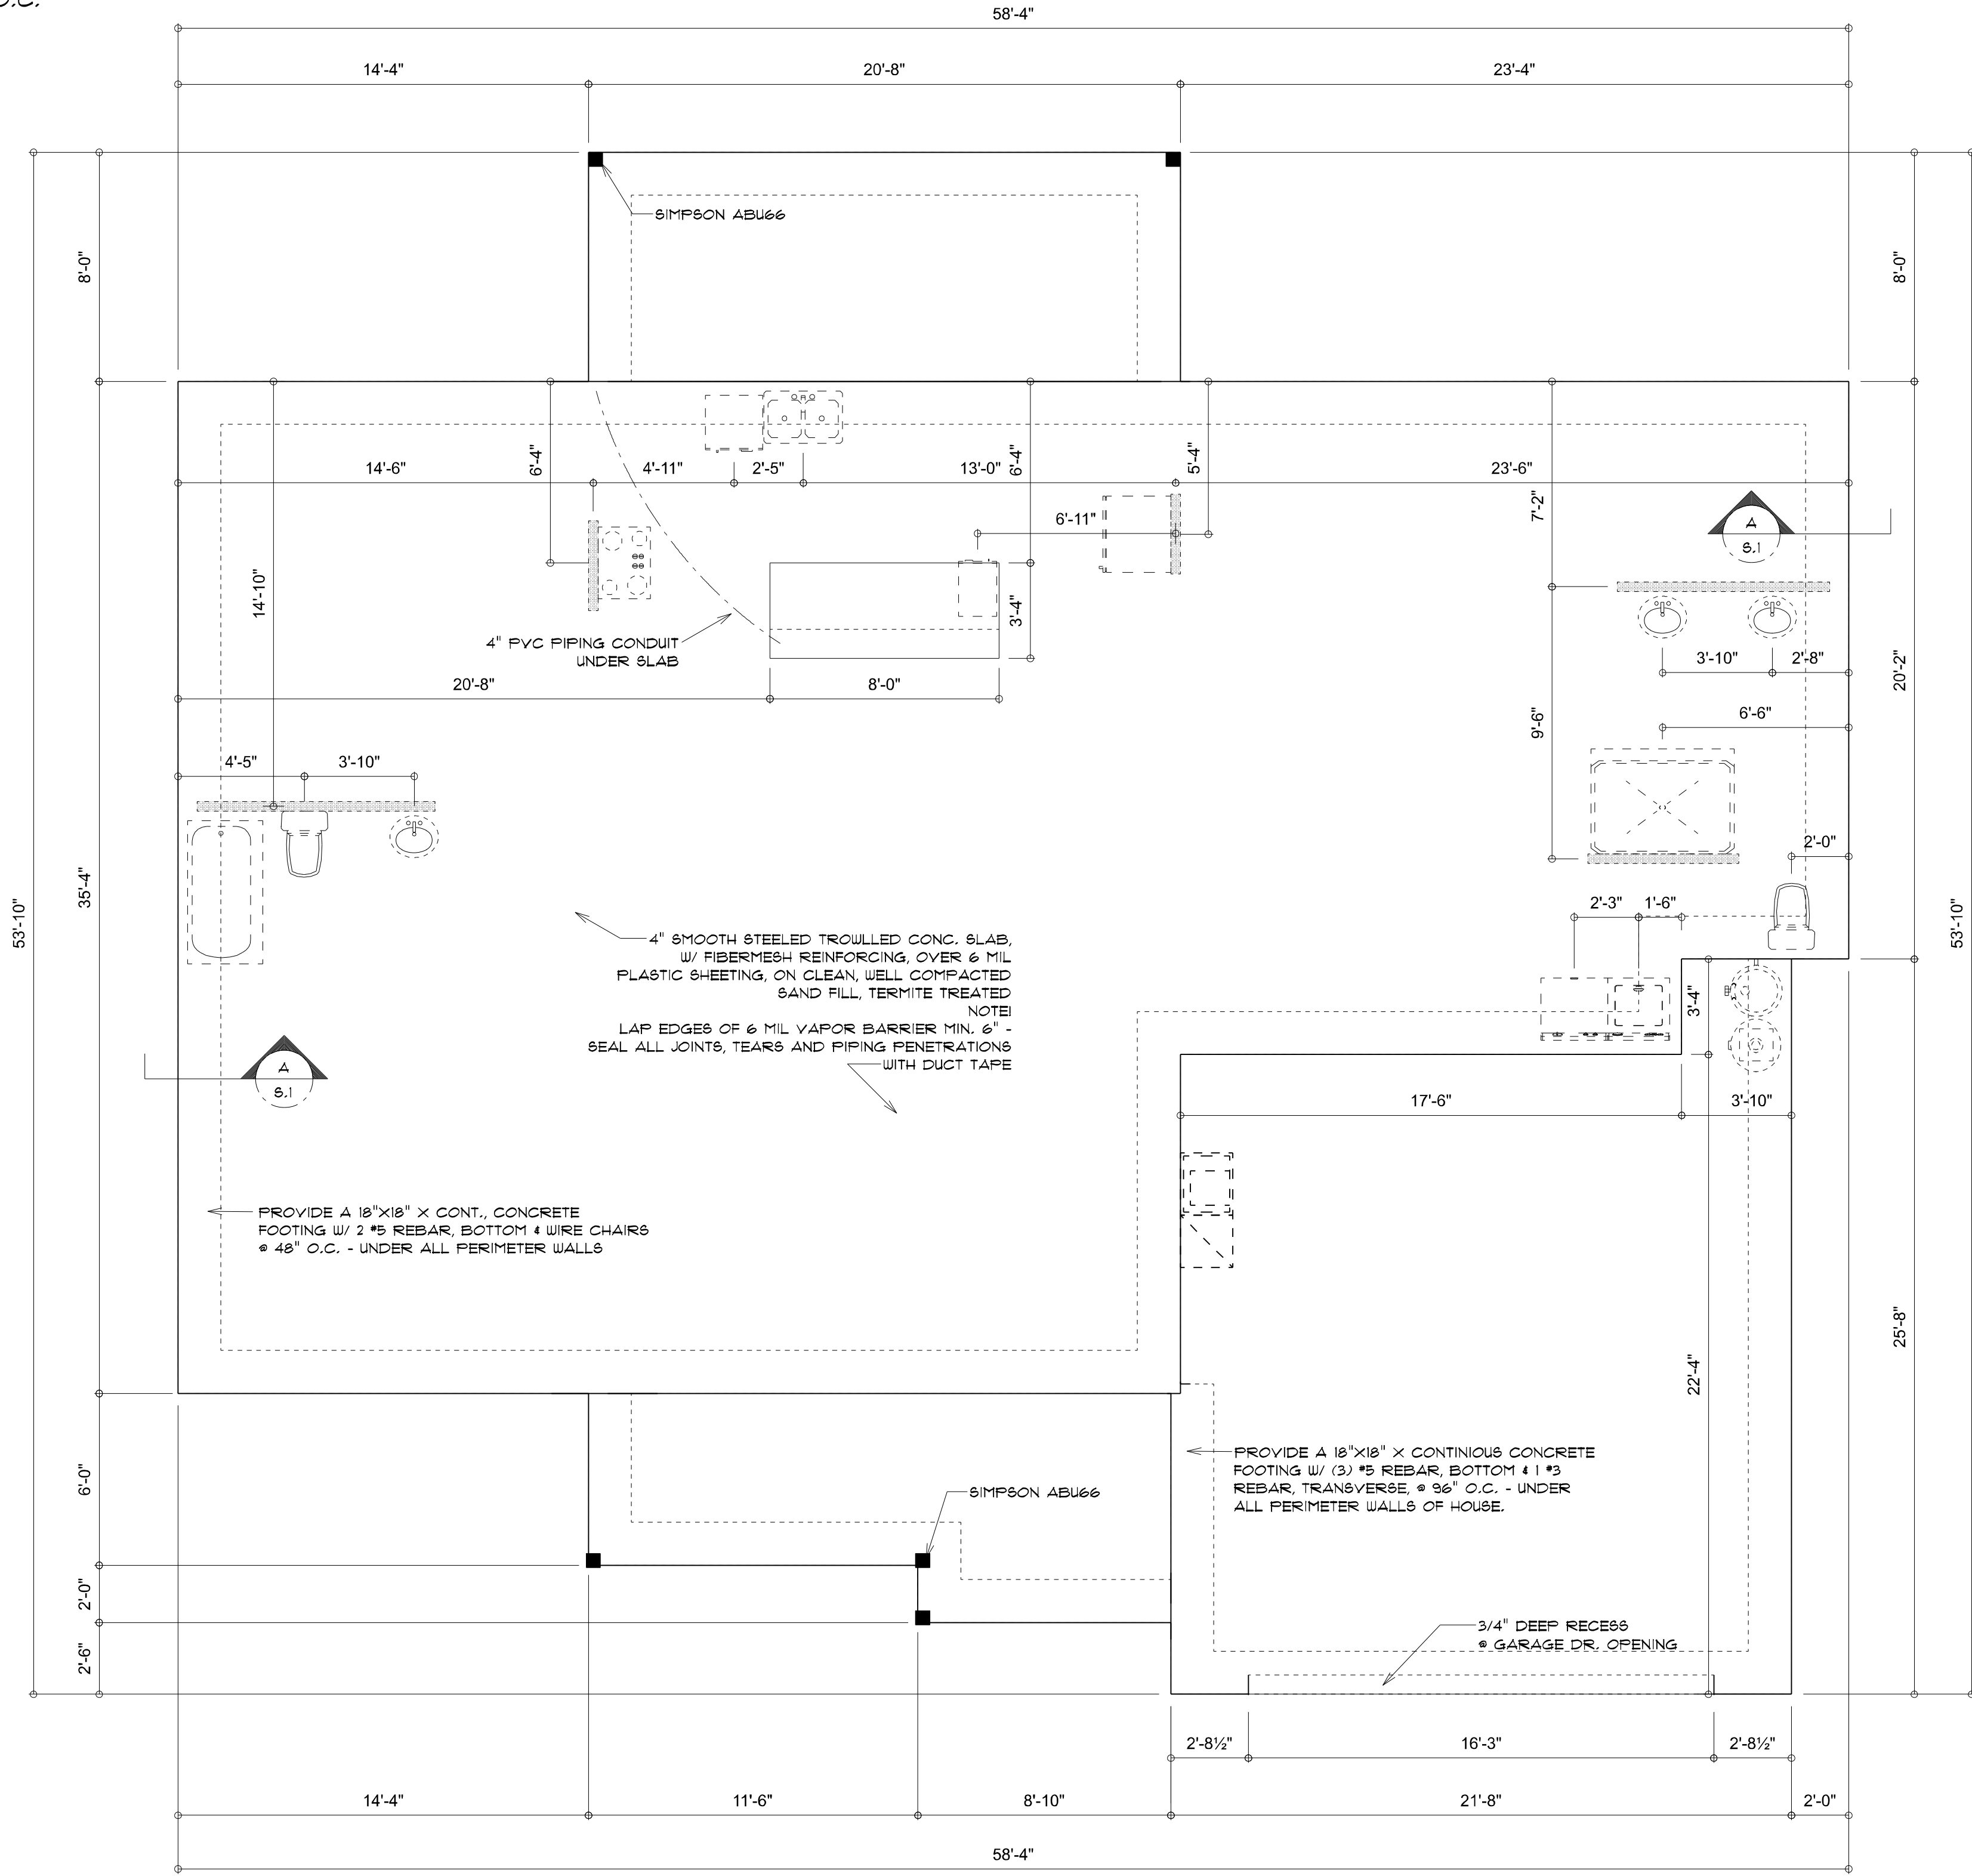 O.C.
58'-4"
14'-4" 20'-8" 23'-4"
SIMPSON ABU66
8'-0" 8'-0"
14'-6" 6'-4" 4'-11" 2'-5" 13'-0" 6'-4" 5'-4" 23'-6"
7'-2"
6'-11"
A
S.1
14'-10"
3'-4"
4" PVC PIPING CONDUIT
UNDER SLAB
3'-10" 2'-8"
20'-2"
20'-8" 8'-0"
9'-6"
6'-6"
4'-5" 3'-10"
2'-0"
35'-4"
53'-10" 53'-10"
2'-3" 1'-6"
4" SMOOTH STEELED TROWLLED CONC. SLAB,
W/ FIBERMESH REINFORCING, OVER 6 MIL
PLASTIC SHEETING, ON CLEAN, WELL COMPACTED
SAND FILL, TERMITE TREATED
NOTE!
LAP EDGES OF 6 MIL VAPOR BARRIER MIN. 6" -
SEAL ALL JOINTS, TEARS AND PIPING PENETRATIONS
WITH DUCT TAPE
3'-4"
A
S.1
17'-6" 3'-10"
PROVIDE A 18"X18" X CONT., CONCRETE
FOOTING W/ 2 #5 REBAR, BOTTOM & WIRE CHAIRS
@ 48" O.C. - UNDER ALL PERIMETER WALLS
25'-8"
22'-4"
6'-0"
PROVIDE A 18"X18" X CONTINIOUS CONCRETE
FOOTING W/ (3) #5 REBAR, BOTTOM & 1 #3
REBAR, TRANSVERSE, @ 96" O.C. - UNDER
ALL PERIMETER WALLS OF HOUSE.
SIMPSON ABU66
2'-0"
2'-6"
3/4" DEEP RECESS
@ GARAGE DR. OPENING
2'-8½" 16'-3" 2'-8½"
14'-4" 11'-6" 8'-10" 21'-8" 2'-0"
58'-4"